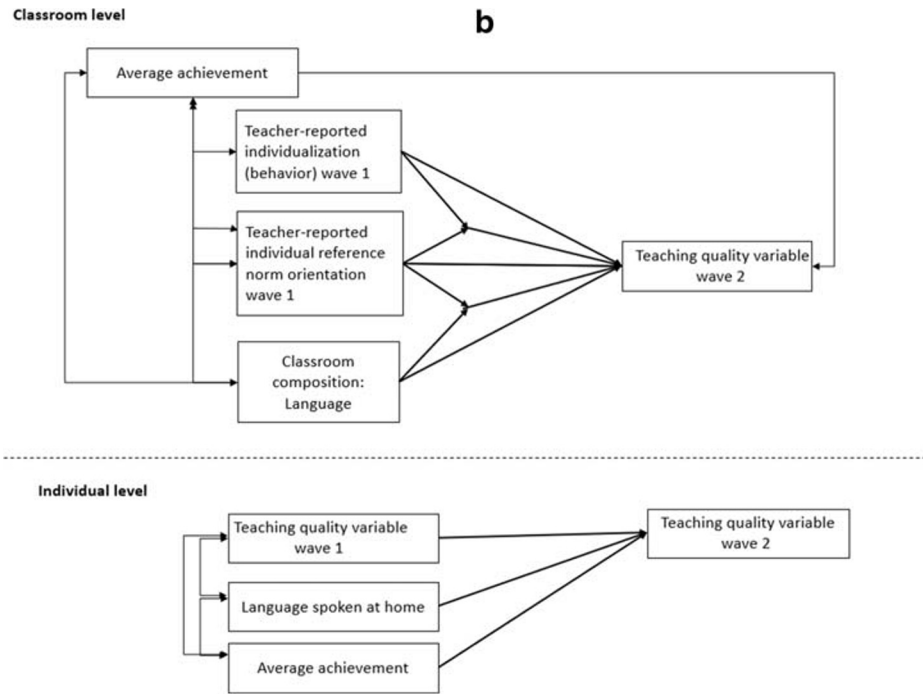 Classroom level
b
Average achievement
Teacher-reported
individualization
(behavior) wave 1
Teacher-reported
individual reference
norm orientation
wave 1
Classroom
composition:
Language
Teaching quality variable
wave 2
Individual level
Teaching quality variable
wave 1
Language spoken at home
Average achievement
Teaching quality variable
wave 2